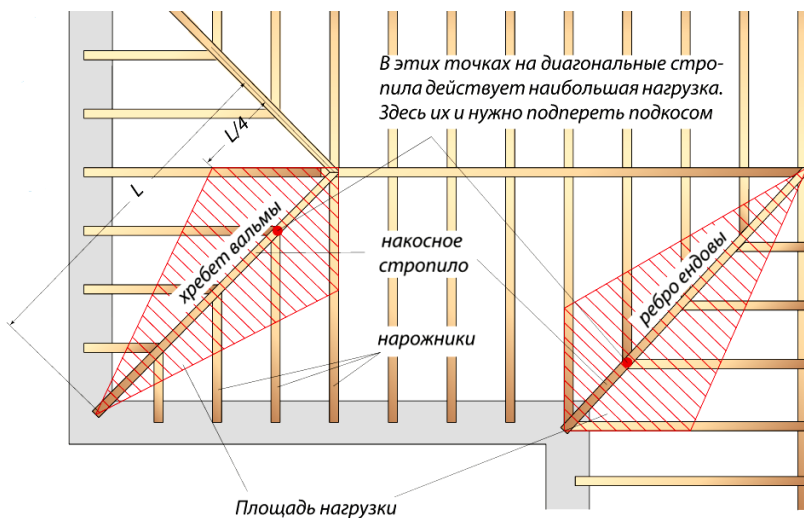 В этих точках на диагональные стро-
пила действует наибольшая нагрузка.
Здесь их и нужно подпереть подкосом
L/4
L
хребет вальмы
накосное
стропило
ребро ендовы
нарожники
Площадь нагрузки